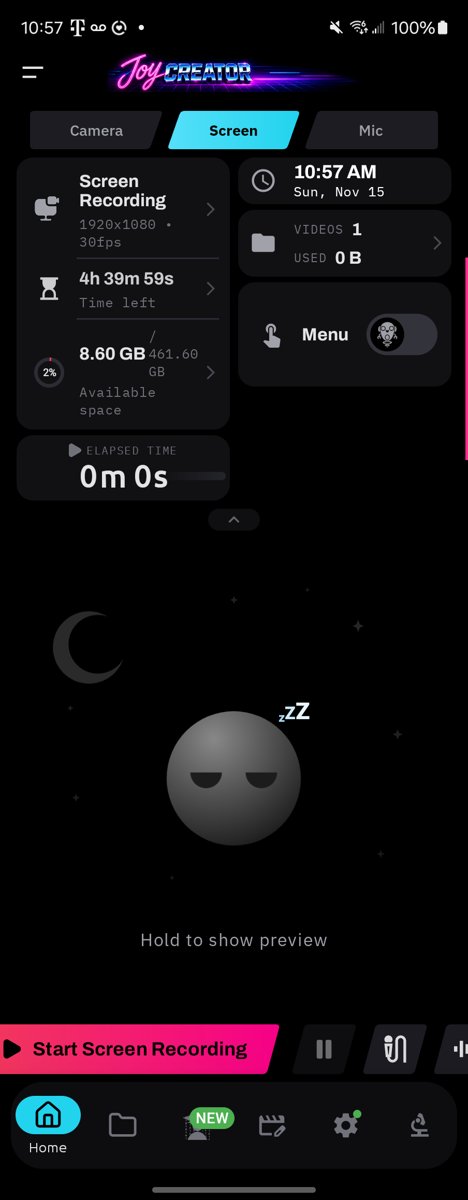 10:57
100%
Joy CREATOR
Camera
Screen
Mic
Screen
Recording
1920x1080 •
30fps
4h 39m 59s
Time left
2%
8.60 GB / 461.60 GB
Available
space
ELAPSED TIME
0m 0s
10:57 AM
Sun, Nov 15
VIDEOS 1
USED 0 B
Menu
zzZ
Hold to show preview
Start Screen Recording
NEW
Home